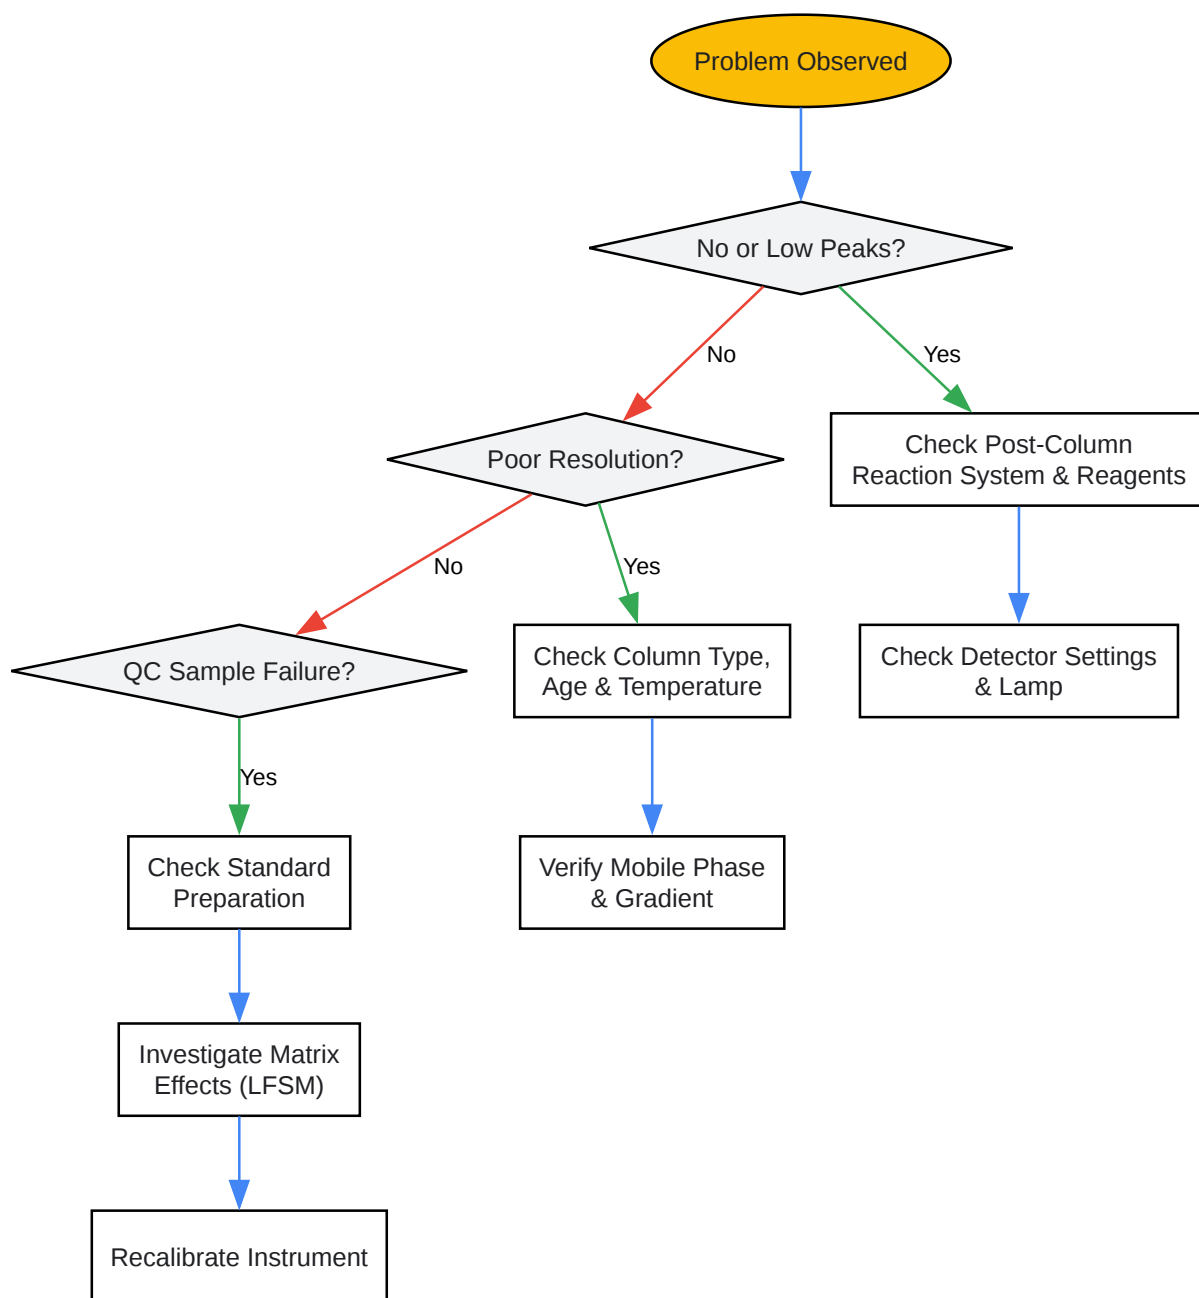 Problem Observed
No or Low Peaks?
No
Yes
Poor Resolution?
Check Post-Column
Reaction System & Reagents
No
Yes
QC Sample Failure?
Check Column Type,
Age & Temperature
Check Detector Settings
& Lamp
Yes
Check Standard
Preparation
Verify Mobile Phase
& Gradient
Investigate Matrix
Effects (LFSM)
Recalibrate Instrument